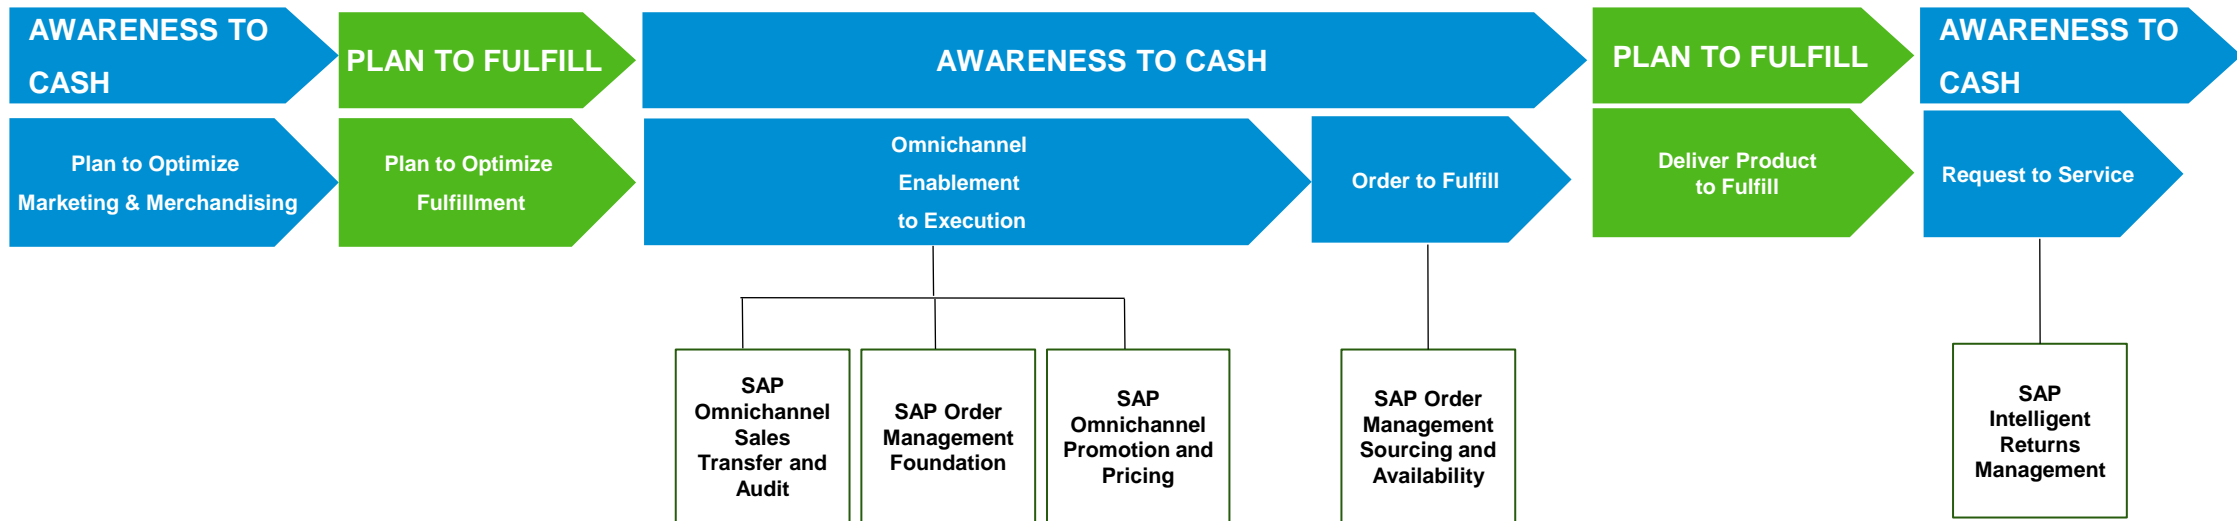 AWARENESS TO
CASH
PLAN TO FULFILL
AWARENESS TO CASH
PLAN TO FULFILL
AWARENESS TO
CASH
Plan to Optimize
Marketing & Merchandising
Plan to Optimize
Fulfillment
Omnichannel
Enablement
to Execution
Order to Fulfill
Deliver Product
to Fulfill
Request to Service
SAP
Omnichannel
Sales
Transfer and
Audit
SAP Order
Management
Foundation
SAP
Omnichannel
Promotion and
Pricing
SAP Order
Management
Sourcing and
Availability
SAP
Intelligent
Returns
Management